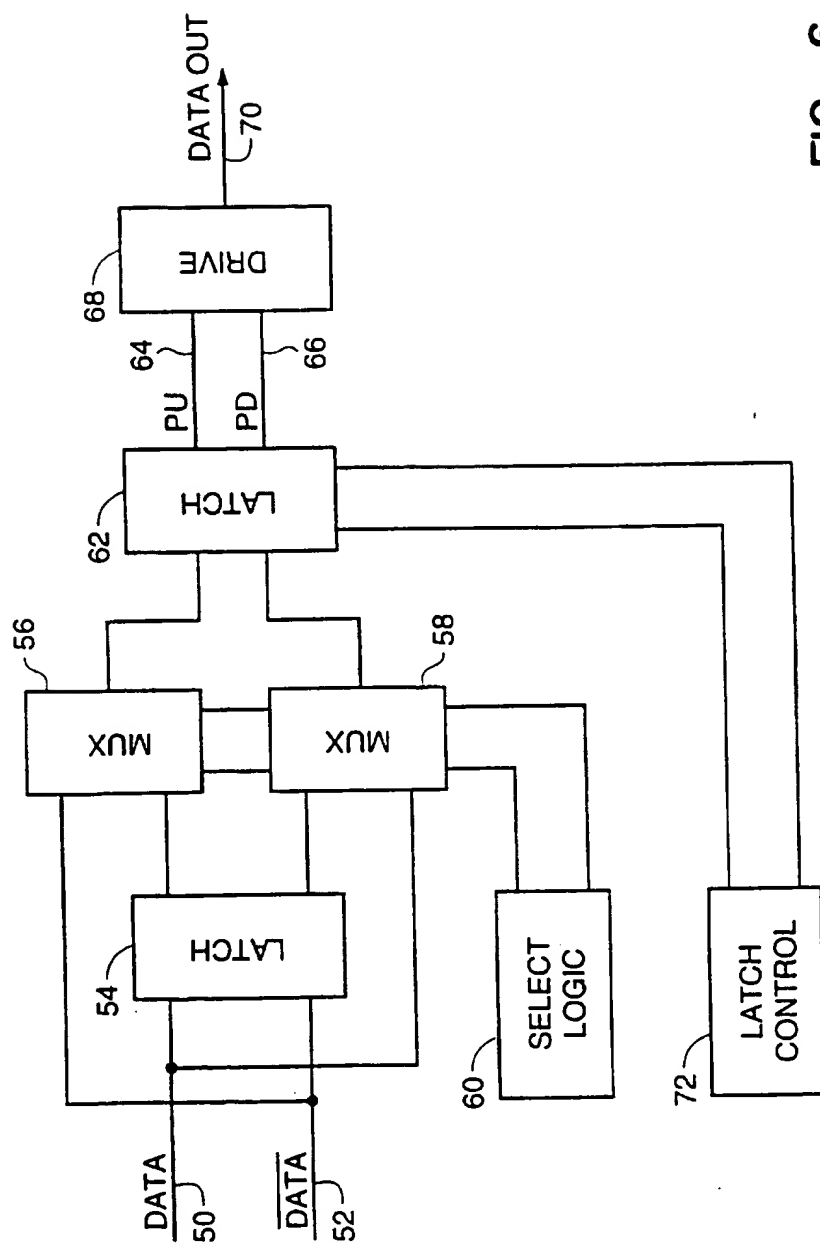 DATA
50
DATA
52
54
LATCH
56
MUX
58
MUX
60
SELECT
LOGIC
62
LATCH
PU
64
PD
66
68
DRIVE
DATA OUT
70
72
LATCH
CONTROL
FIG.